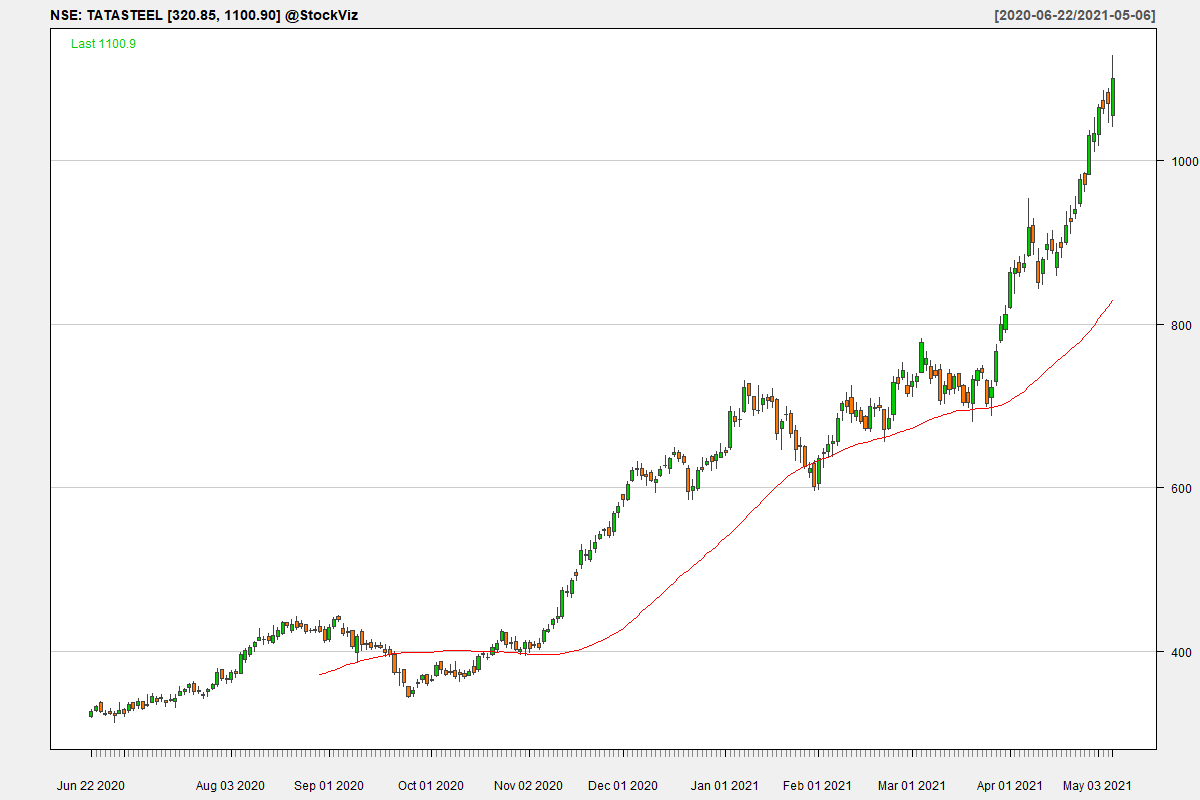 NSE: TATASTEEL [320.85, 1100.90] @StockViz
[2020-06-22/2021-05-06]
Last 1100.9
1000
800
600
400
Jun 22 2020 Aug 03 2020 Sep 01 2020 Oct 01 2020 Nov 02 2020 Dec 01 2020 Jan 01 2021 Feb 01 2021 Mar 01 2021 Apr 01 2021 May 03 2021